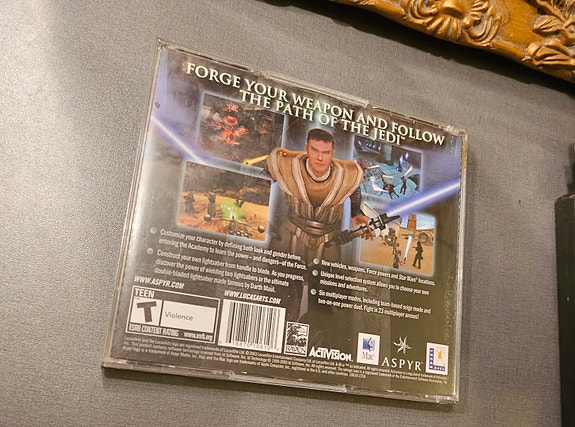 FORGE YOUR WEAPON AND FOLLOW
THE PATH OF THE JEDI
Customize your character by defining both look and gender before
entering the Academy to learn the power– and dangers–of the Force.
Construct your own lightsaber from handle to blade. As you progress,
discover the power of wielding two lightsabers or the ultimate
double-bladed lightsaber made famous by Darth Maul.
New vehicles, weapons, Force powers and Star Wars locations.
Unique level selection system allows you to choose your own
missions and adventures.
Six multiplayer modes, including team-based siege mode and
two-on-one power duel. Fight in 23 multiplayer arenas!
WWW.ASPYR.COM
WWW.LUCASARTS.COM
TEEN
T
Violence
ESRB CONTENT RATING
www.esrb.org
RAVEN
ACTIVISION
Mac
ASPYR